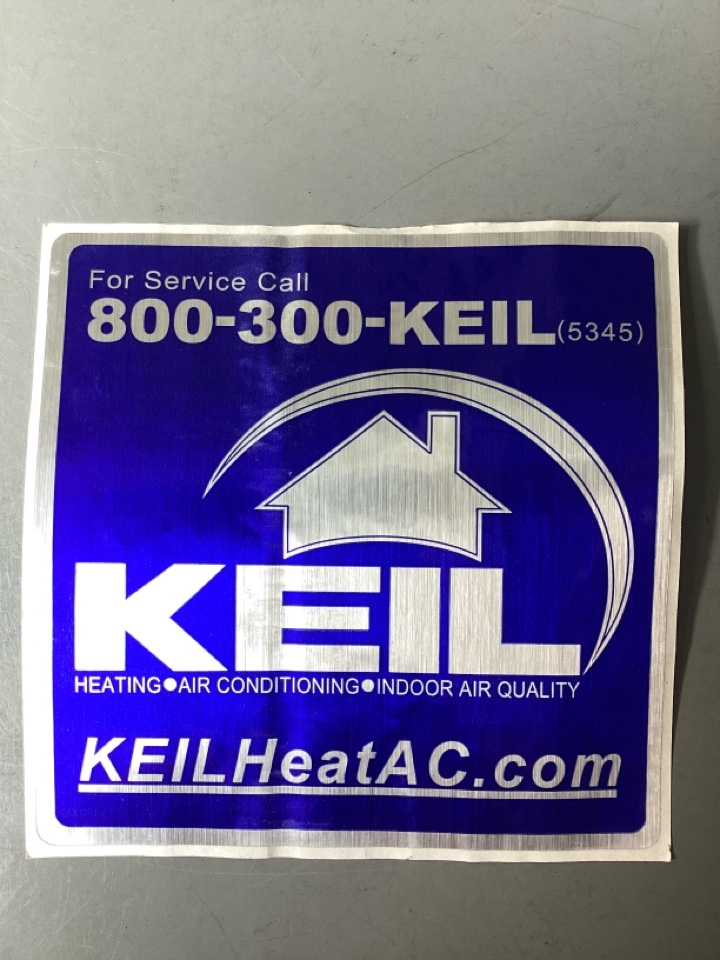 For Service Call
800-300-KEIL(5345)
KEIL
HEATING●AIR CONDITIONING●INDOOR AIR QUALITY
KEILHeatAC.com